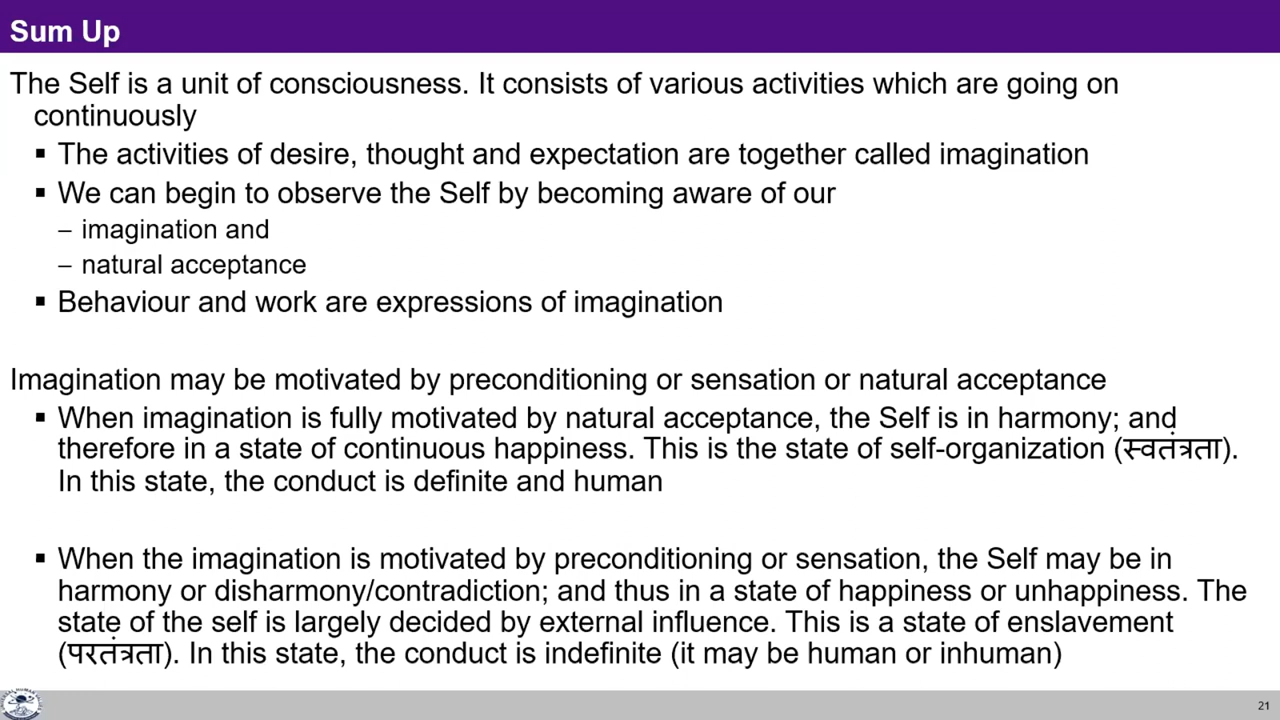 Sum Up
The Self is a unit of consciousness. It consists of various activities which are going on
continuously
▪ The activities of desire, thought and expectation are together called imagination
▪ We can begin to observe the Self by becoming aware of our
– imagination and
– natural acceptance
▪ Behaviour and work are expressions of imagination
Imagination may be motivated by preconditioning or sensation or natural acceptance
▪ When imagination is fully motivated by natural acceptance, the Self is in harmony; and
therefore in a state of continuous happiness. This is the state of self-organization (स्वतंत्रता).
In this state, the conduct is definite and human
▪ When the imagination is motivated by preconditioning or sensation, the Self may be in
harmony or disharmony/contradiction; and thus in a state of happiness or unhappiness. The
state of the self is largely decided by external influence. This is a state of enslavement
(परतंत्रता). In this state, the conduct is indefinite (it may be human or inhuman)
21